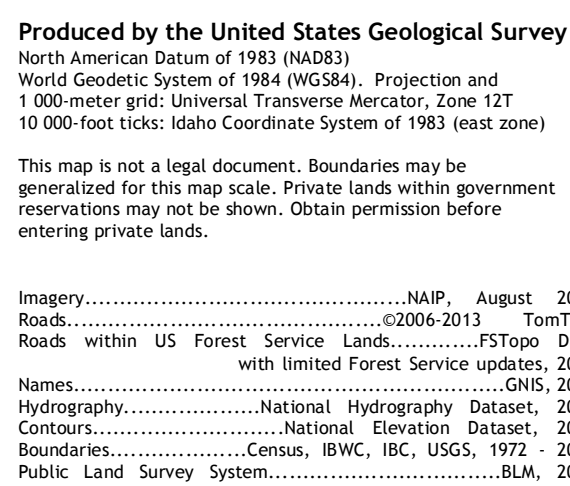 Produced by the United States Geological Survey
North American Datum of 1983 (NAD83)
World Geodetic System of 1984 (WGS84). Projection and
1 000-meter grid: Universal Transverse Mercator, Zone 12T
10 000-foot ticks: Idaho Coordinate System of 1983 (east zone)
This map is not a legal document. Boundaries may be
generalized for this map scale. Private lands within government
reservations may not be shown. Obtain permission before
entering private lands.
Imagery.........................................NAIP, August
Roads.........................................©2006-2013
Roads within US Forest Service Lands.............FSTopo
with limited Forest Service updates,
Names.......................................................GNIS,
Hydrography....................National Hydrography Dataset,
Contours............................National Elevation Dataset,
Boundaries................Census, IBWC, IBC, USGS, 1972 -
Public Land Survey System..................................BLM,